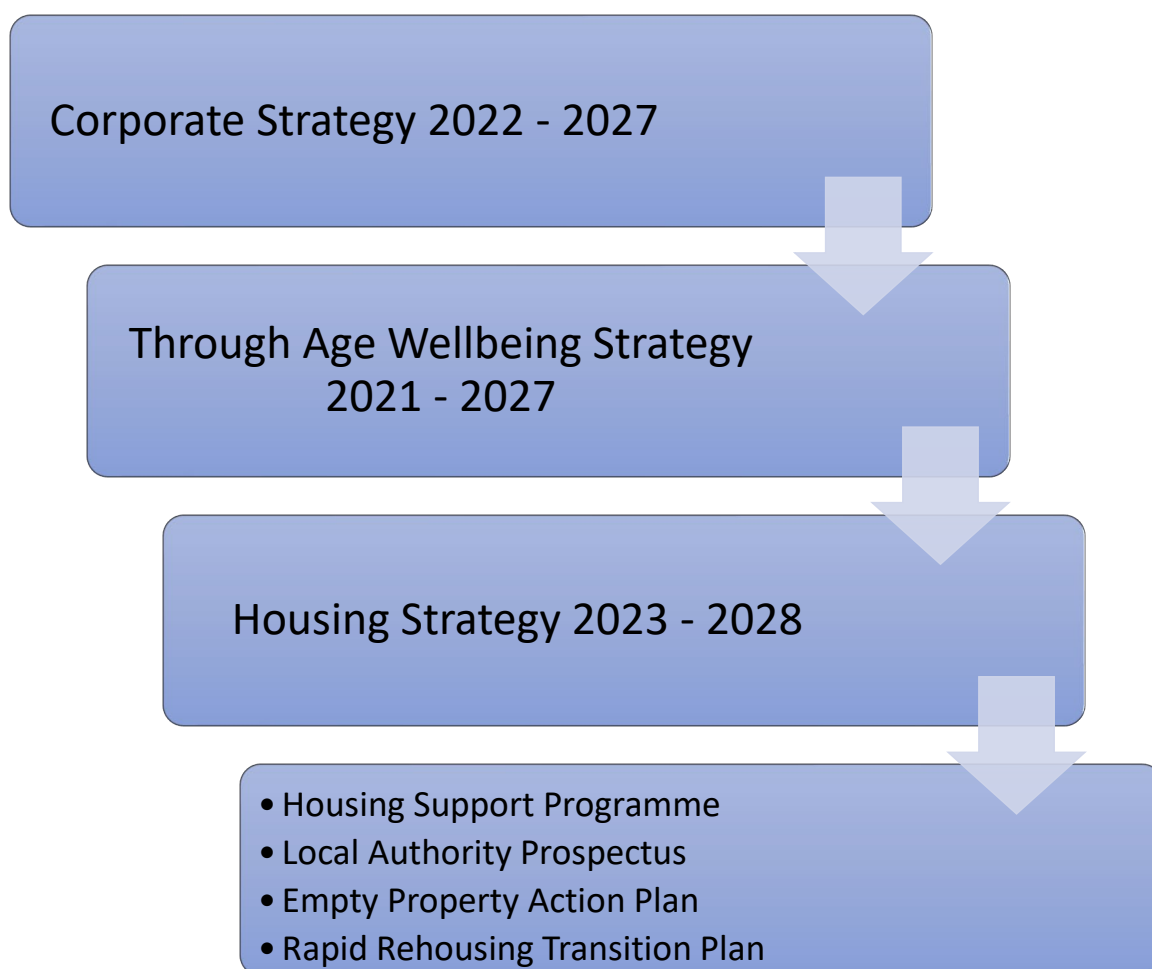 Corporate Strategy 2022 - 2027
Through Age Wellbeing Strategy
2021 - 2027
Housing Strategy 2023 - 2028
• Housing Support Programme
• Local Authority Prospectus
• Empty Property Action Plan
• Rapid Rehousing Transition Plan